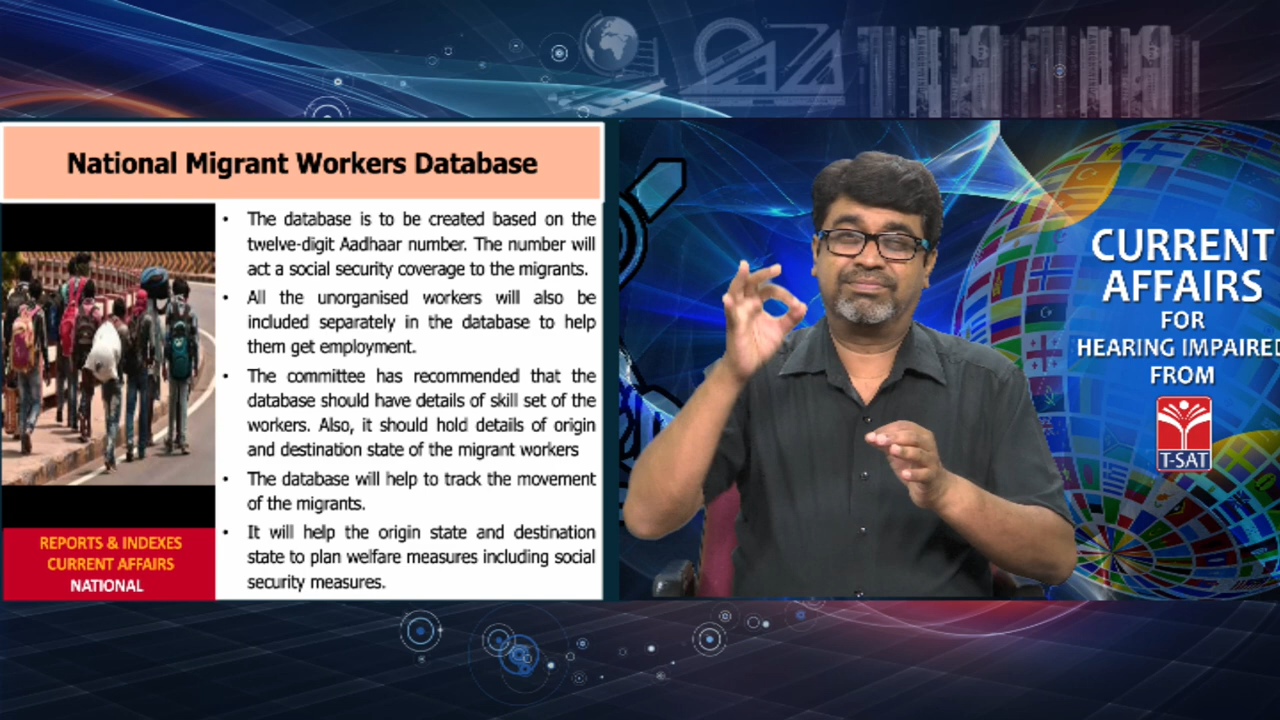 National Migrant Workers Database
• The database is to be created based on the
twelve-digit Aadhaar number. The number will
act a social security coverage to the migrants.
• All the unorganised workers will also be
included separately in the database to help
them get employment.
• The committee has recommended that the
database should have details of skill set of the
workers. Also, it should hold details of origin
and destination state of the migrant workers
• The database will help to track the movement
of the migrants.
• It will help the origin state and destination
state to plan welfare measures including social
security measures.
REPORTS & INDEXES
CURRENT AFFAIRS
NATIONAL
CURRENT
AFFAIRS
FOR
HEARING IMPAIRED
FROM
T-SAT